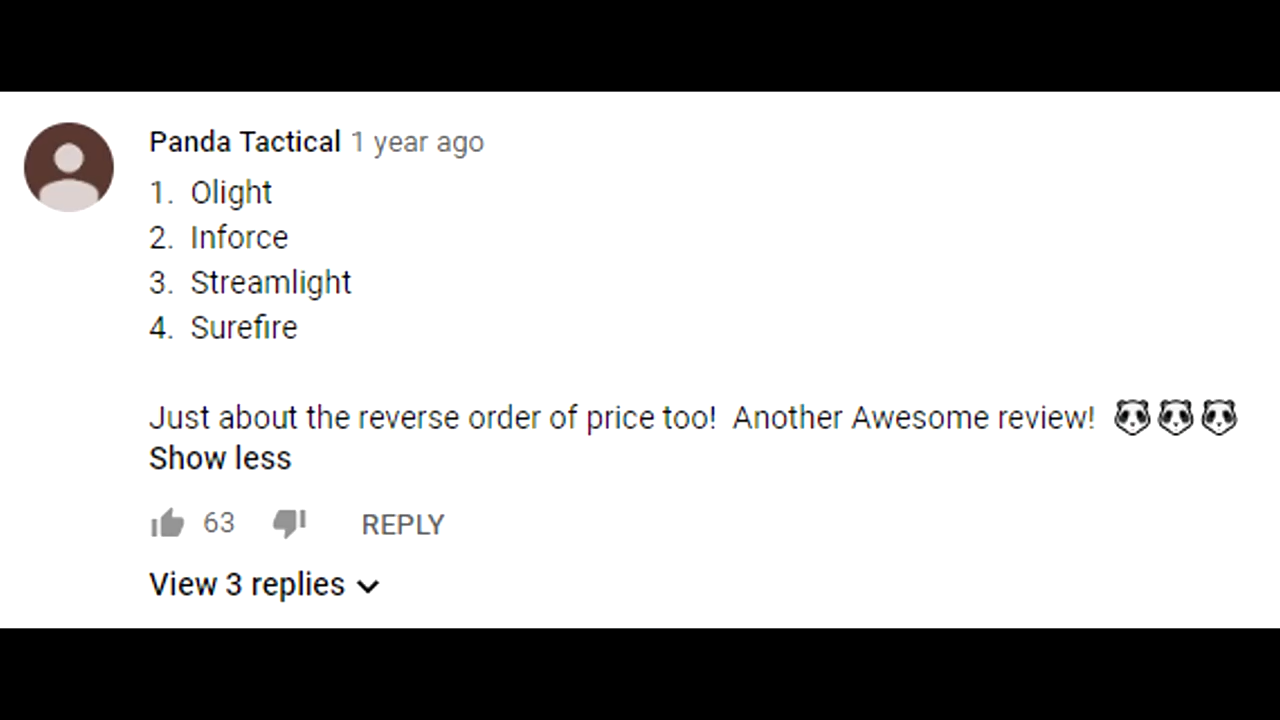 Panda Tactical 1 year ago
1. Olight
2. Inforce
3. Streamlight
4. Surefire
Just about the reverse order of price too! Another Awesome review! 🐼🐼🐼
Show less
63 REPLY
View 3 replies